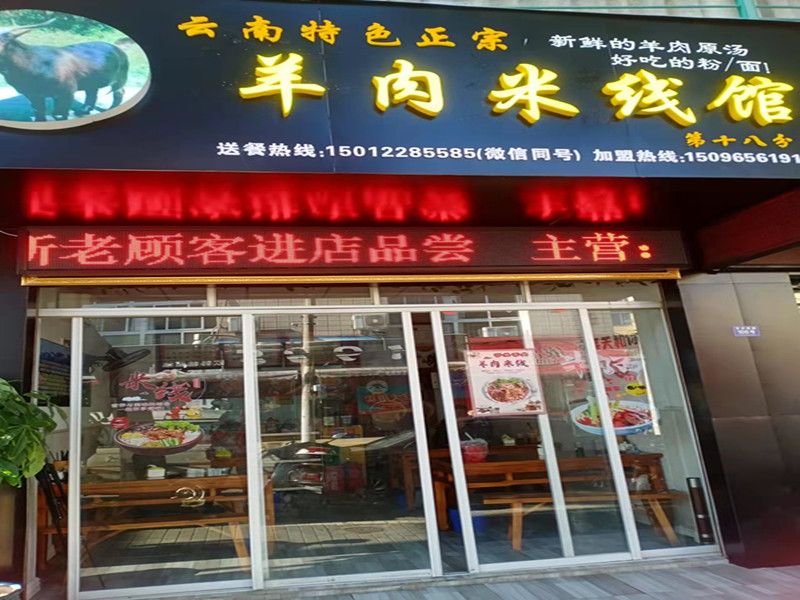 云南特色正宗
新鲜的羊肉原汤
好吃的粉/面!
羊肉米线馆
第十八分
送餐热线:15012285585(微信同号) 加盟热线:1509656191
新老顾客进店品尝 主营:
米线
羊肉米线